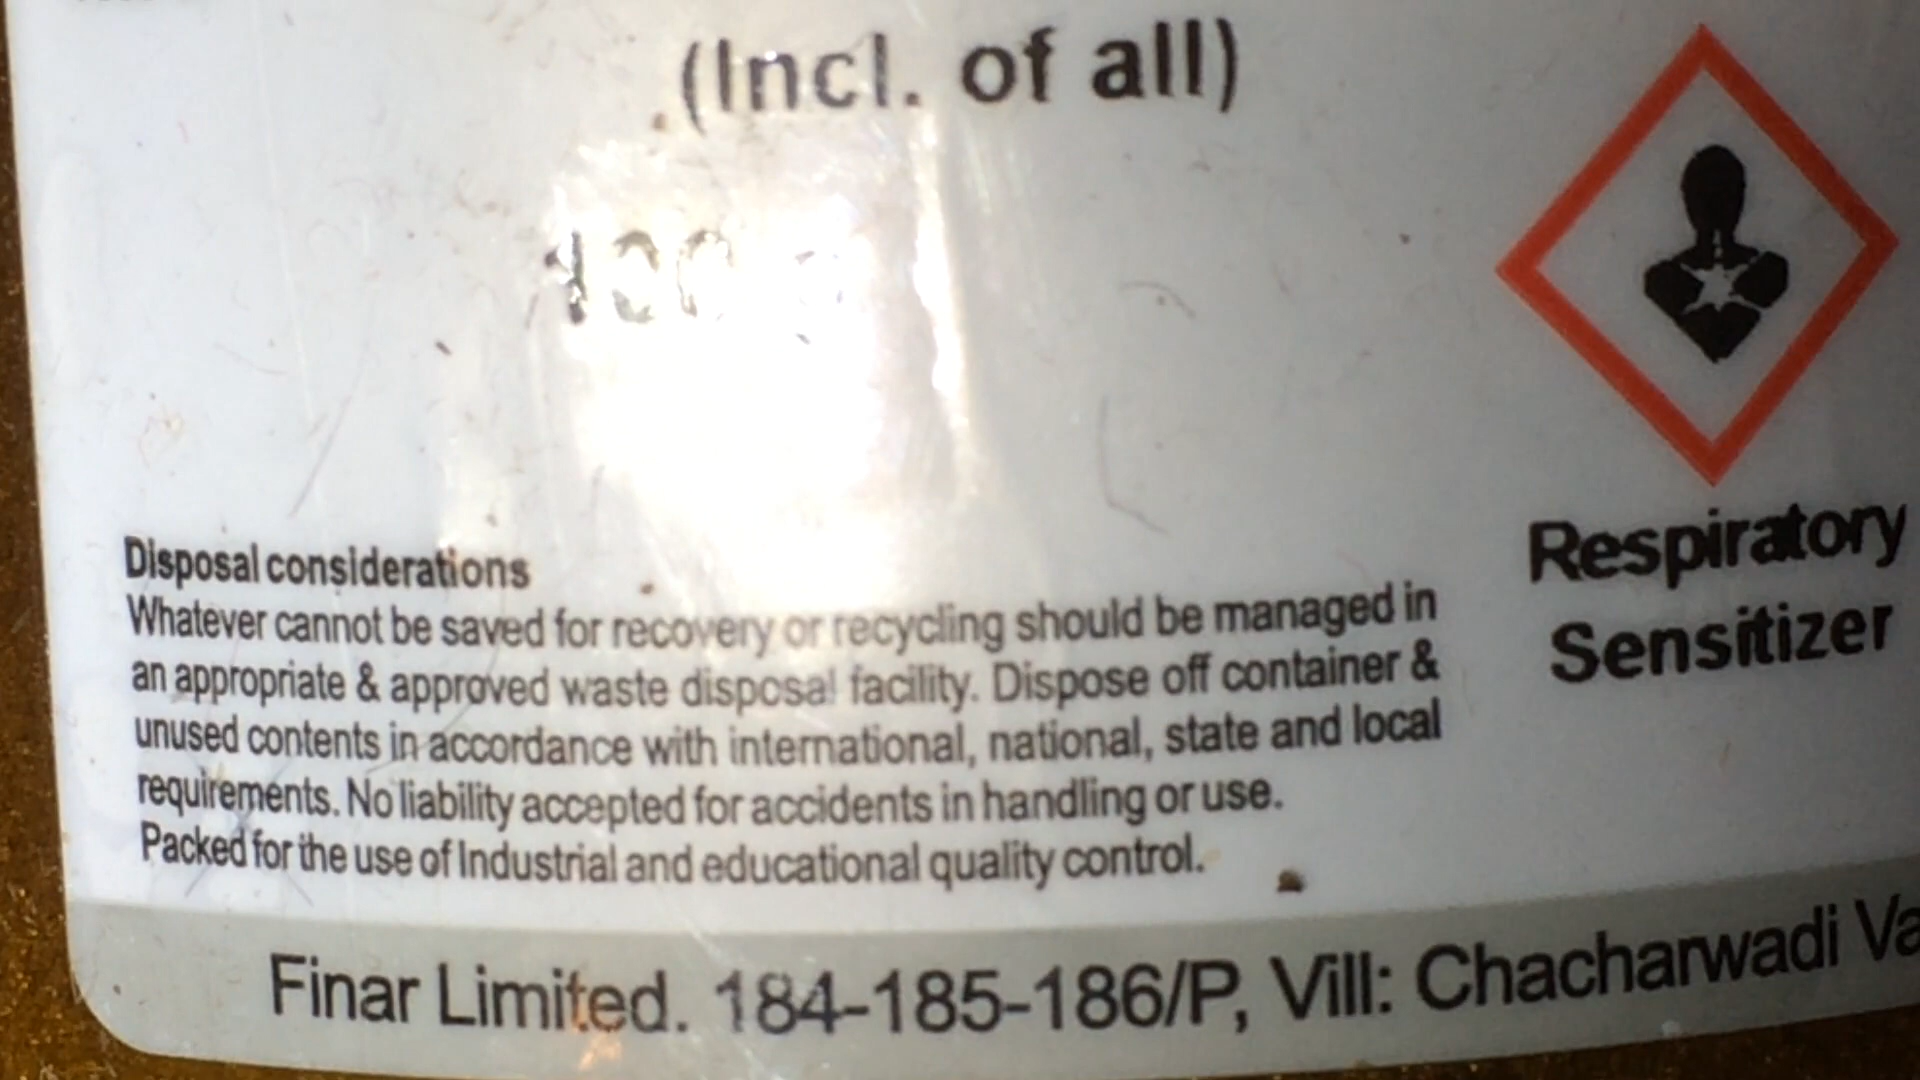 (Incl. of all)
Disposal considerations
Whatever cannot be saved for recovery or recycling should be managed in
an appropriate & approved waste disposal facility. Dispose off container &
unused contents in accordance with international, national, state and local
requirements. No liability accepted for accidents in handling or use.
Packed for the use of Industrial and educational quality control.
Respiratory
Sensitizer
Finar Limited. 184-185-186/P, Vill: Chacharwadi